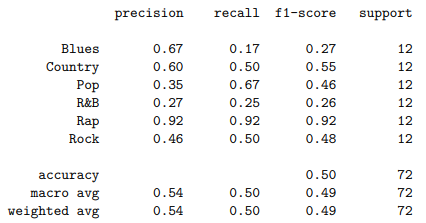 precision recall f1-score support
Blues 0.67 0.17 0.27 12
Country 0.60 0.50 0.55 12
Pop 0.35 0.67 0.46 12
R&B 0.27 0.25 0.26 12
Rap 0.92 0.92 0.92 12
Rock 0.46 0.50 0.48 12
accuracy 0.50 72
macro avg 0.54 0.50 0.49 72
weighted avg 0.54 0.50 0.49 72